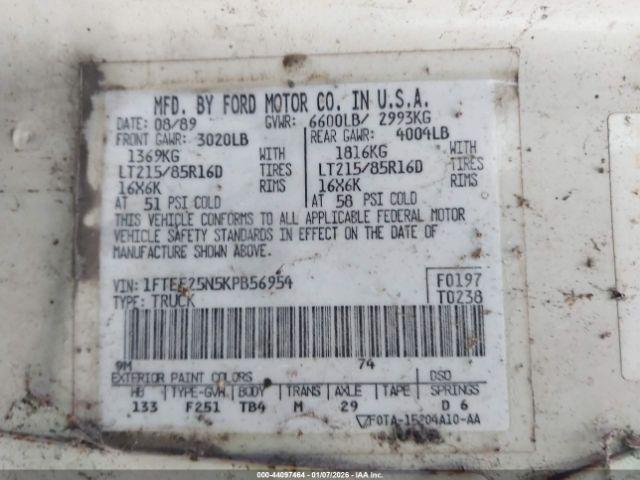 MFD. BY FORD MOTOR CO. IN U.S.A.
DATE: 08/89 GVWR: 6600LB/ 2993KG
FRONT GAWR: 3020LB REAR GAWR: 4004LB
1369KG WITH 1816KG WITH
LT215/85R16D TIRES LT215/85R16D TIRES
16X6K RIMS 16X6K RIMS
AT 51 PSI COLD AT 58 PSI COLD
THIS VEHICLE CONFORMS TO ALL APPLICABLE FEDERAL MOTOR
VEHICLE SAFETY STANDARDS IN EFFECT ON THE DATE OF
MANUFACTURE SHOWN ABOVE.
VIN: 1FTEF25N5KPB56954 F0197
TYPE: TRUCK T0238
9M 74
EXTERIOR PAINT COLORS DSO
WB TYPE-GVW BODY TRANS AXLE TAPE SPRINGS
133 F251 TB4 M 29 D 6
F0TA-15204A10-AA
000-44097464 - 01/07/2026 - IAAI.com